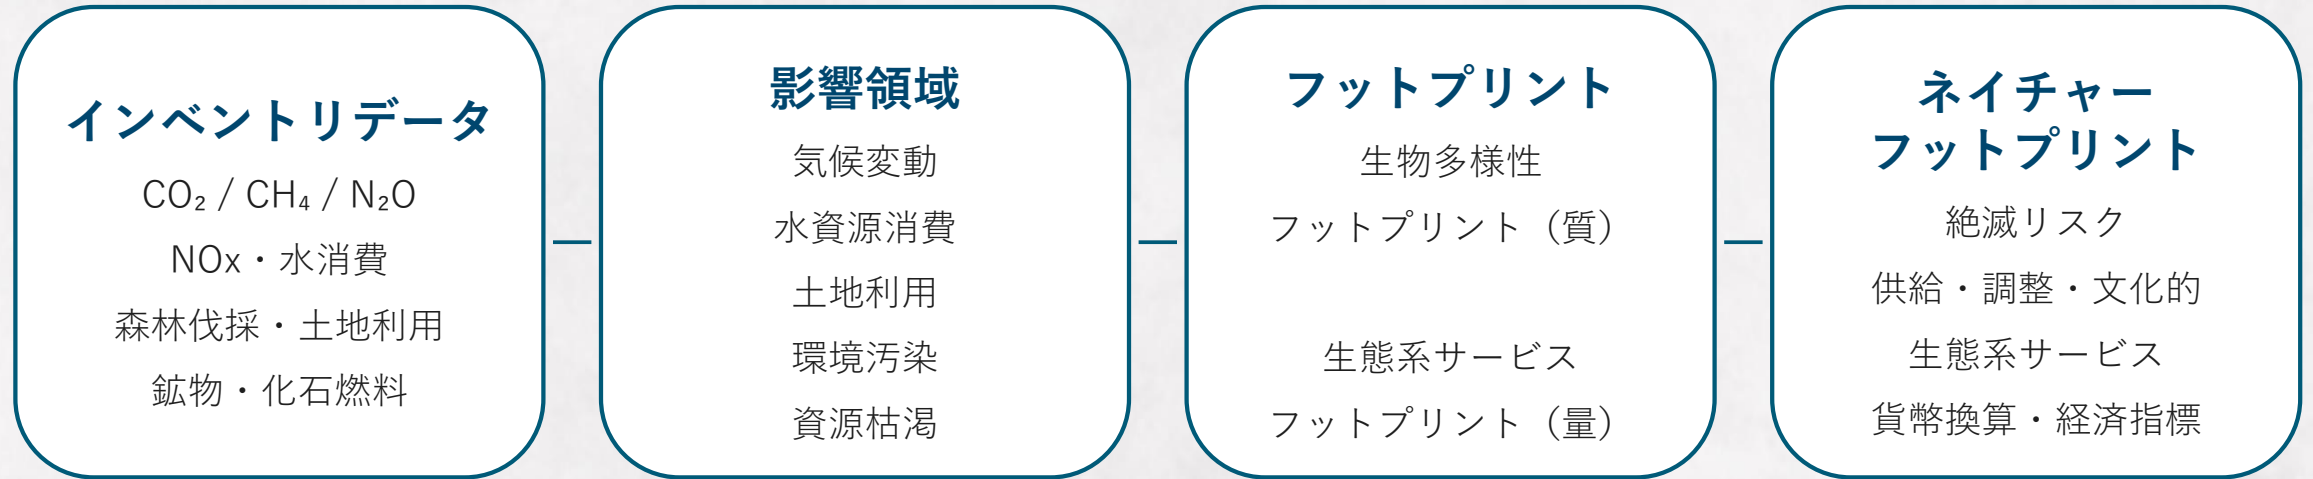 インベントリデータ
CO₂ / CH₄ / N₂O
NOx・水消費
森林伐採・土地利用
鉱物・化石燃料
影響領域
気候変動
水資源消費
土地利用
環境汚染
資源枯渇
フットプリント
生物多様性
フットプリント（質）
生態系サービス
フットプリント（量）
ネイチャー
フットプリント
絶滅リスク
供給・調整・文化的
生態系サービス
貨幣換算・経済指標